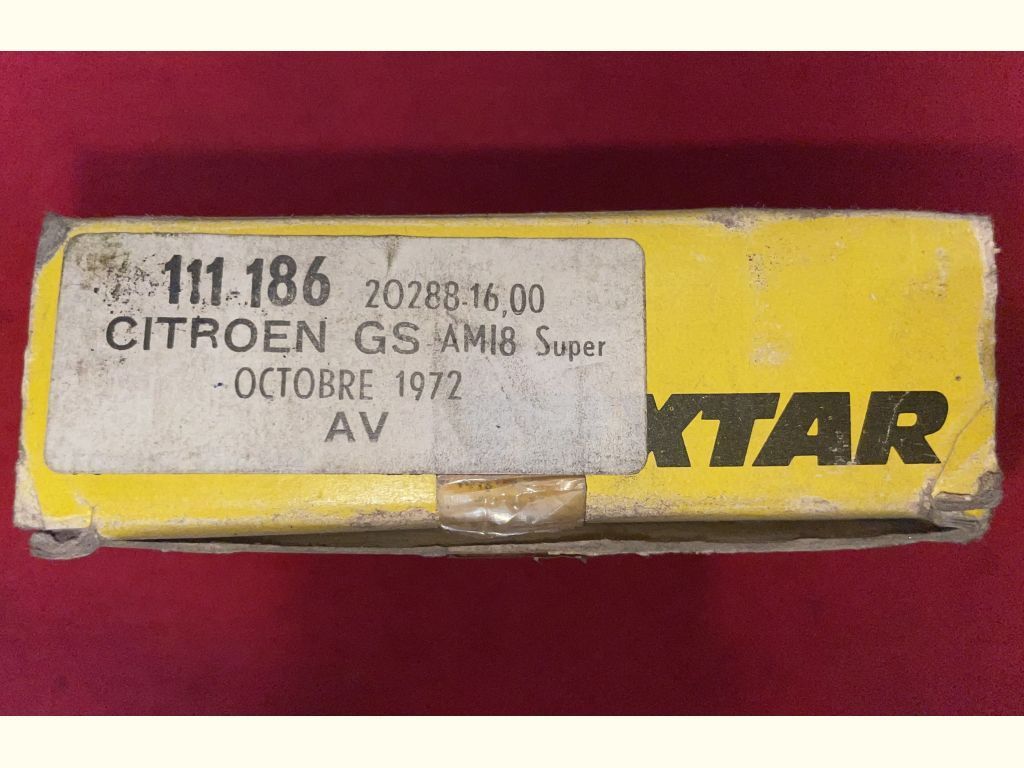 111-186 20288.16,00
CITROEN GS AMI8 Super
OCTOBRE 1972
AV
XTAR